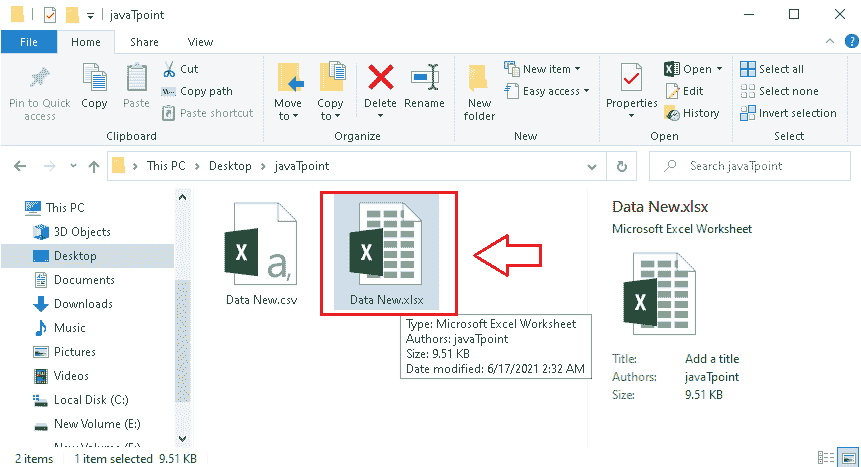 javaTpoint
File Home Share View
Pin to Quick access
Copy
Paste
Cut
Copy path
Paste shortcut
Clipboard
Move to
Copy to
Delete
Rename
Organize
New folder
New item
Easy access
New
Properties
Open
Edit
History
Open
Select all
Select none
Invert selection
Select
This PC > Desktop > javaTpoint
Search javaTpoint
This PC
3D Objects
Desktop
Documents
Downloads
Music
Pictures
Videos
Local Disk (C:)
New Volume (E:)
New Volume (F:)
X a,
Data New.csv
X
Data New.xlsx
Type: Microsoft Excel Worksheet
Authors: javaTpoint
Size: 9.51 KB
Date modified: 6/17/2021 2:32 AM
Data New.xlsx
Microsoft Excel Worksheet
X
Title: Add a title
Authors: javaTpoint
Size: 9.51 KB
2 items 1 item selected 9.51 KB